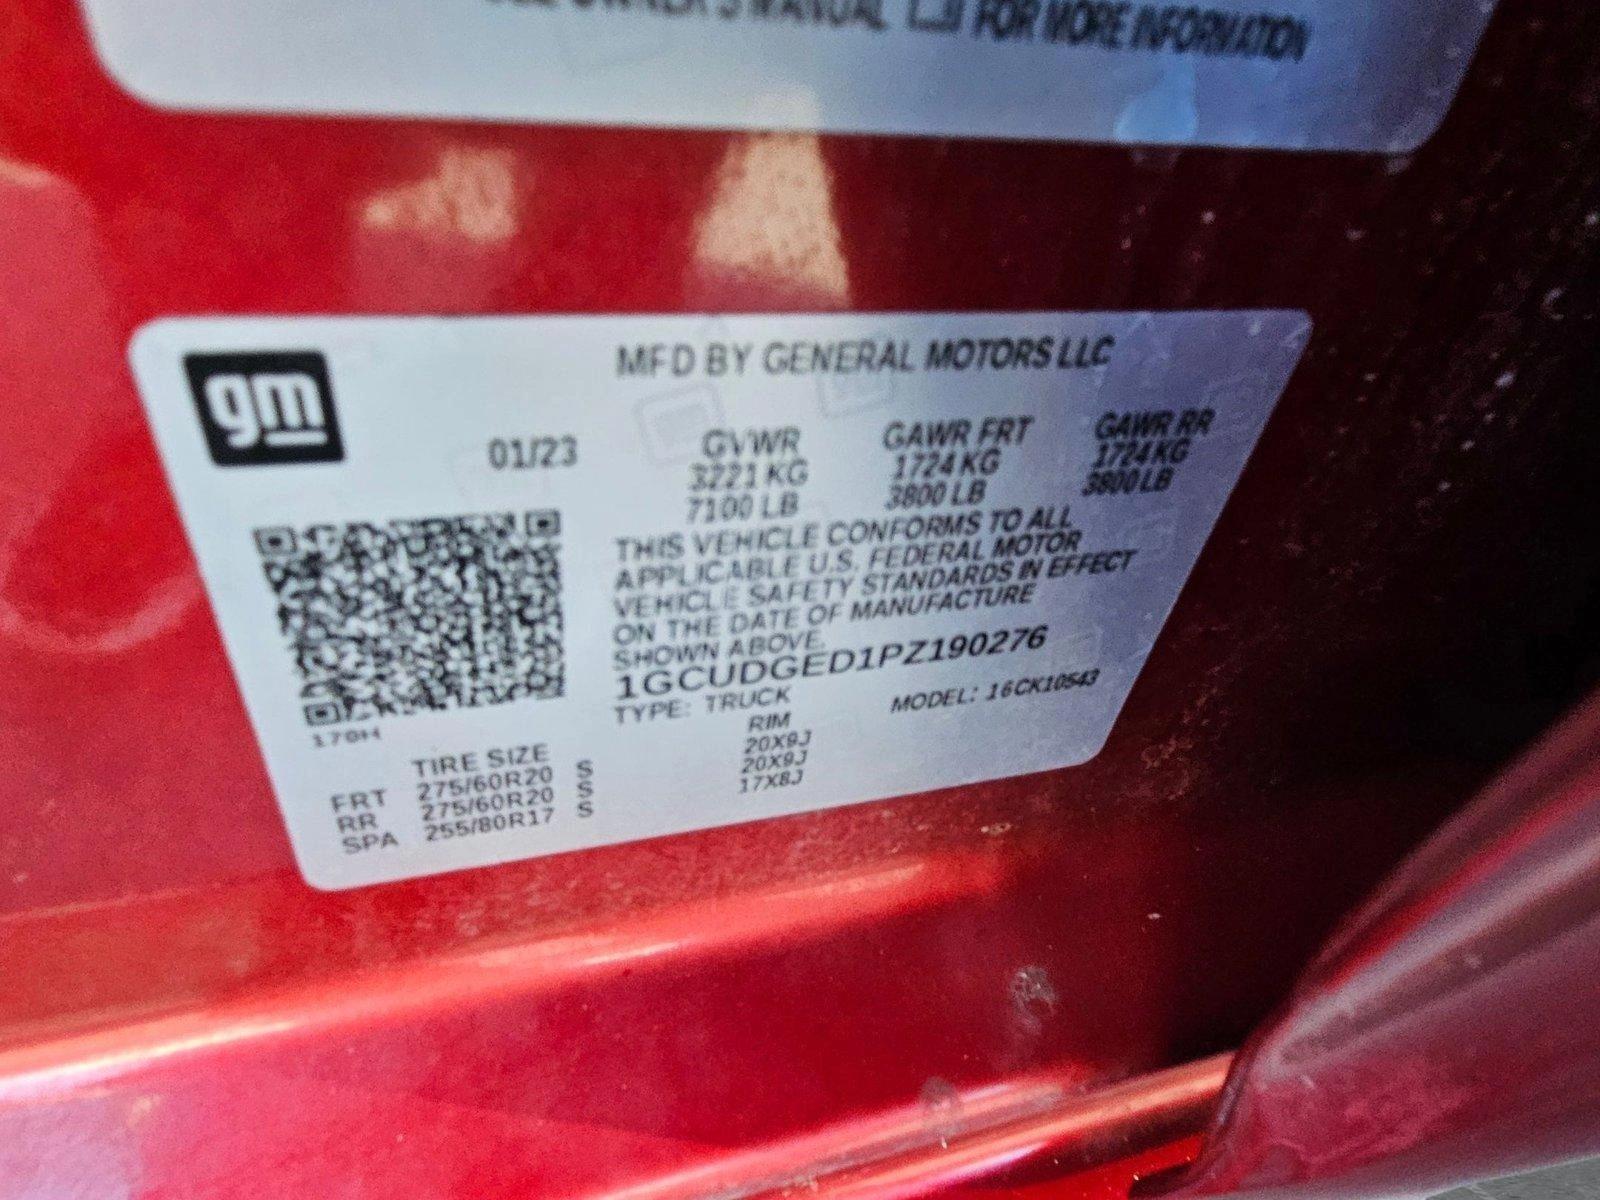 OWNER'S MANUAL FOR MORE INFORMATION
gm
MFD BY GENERAL MOTORS LLC
01/23
GVWR GAWR FRT GAWR RR
3221 KG 1724 KG 1724 KG
7100 LB 3800 LB 3800 LB
THIS VEHICLE CONFORMS TO ALL
APPLICABLE U.S. FEDERAL MOTOR
VEHICLE SAFETY STANDARDS IN EFFECT
ON THE DATE OF MANUFACTURE
SHOWN ABOVE.
1GCUDGED1PZ190276
TYPE: TRUCK MODEL: 16CK10543
170H
TIRE SIZE RIM
FRT 275/60R20 S 20X9J
RR 275/60R20 S 20X9J
SPA 255/80R17 S 17X8J